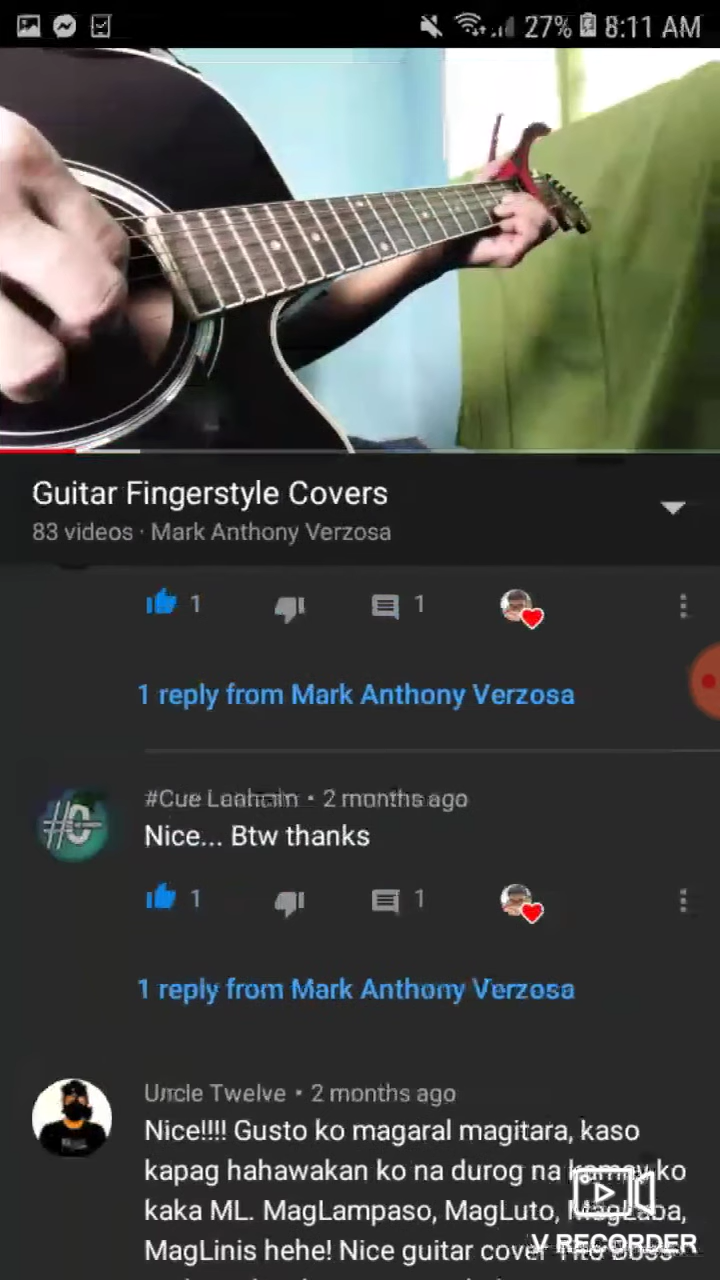 27% 8:11 AM
Guitar Fingerstyle Covers
83 videos · Mark Anthony Verzosa
1 1
1 reply from Mark Anthony Verzosa
#Cue • 2 months ago
Nice... Btw thanks
1 1
1 reply from Mark Anthony Verzosa
Uncle Twelve • 2 months ago
Nice!!!! Gusto ko magaral magitara, kaso
kapag hahawakan ko na durog na kamay ko
kaka ML. MagLampaso, MagLuto, MagLaba,
MagLinis hehe! Nice guitar cover Tito Boss
V RECORDER